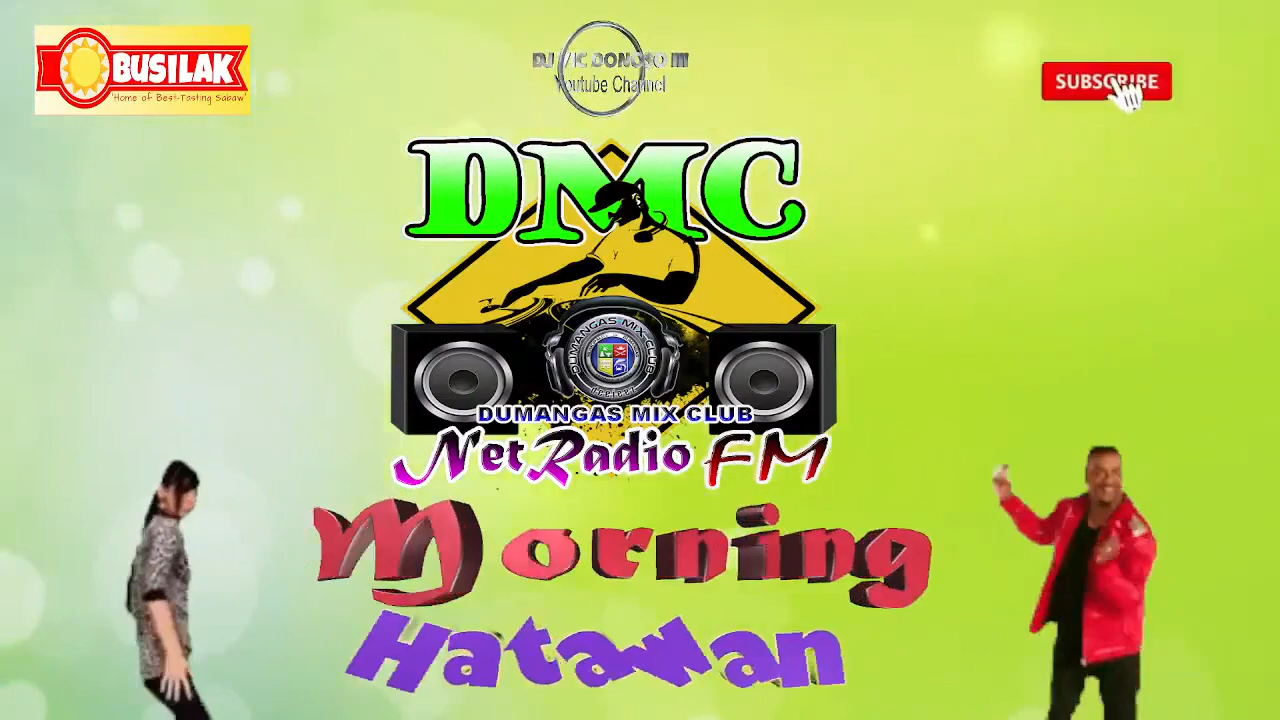 BUSILAK
"Home of Best-Tasting Sabaw"
DJ VIC DONOSO III
Youtube Channel
SUBSCRIBE
DMC
DUMANGAS MIX CLUB
DUMANGAS MIX CLUB
NetRadio FM
Morning
Hatawan